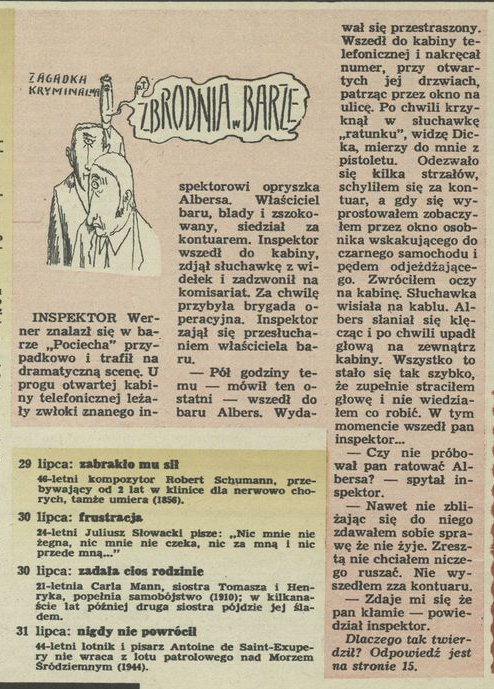 ZAGADKA
KRYMINALNA
ZBRODNIA W BARZE
INSPEKTOR Wer-
ner znalazł się w ba-
rze „Pociecha” przy-
padkowo i trafił na
dramatyczną scenę. U
progu otwartej kabi-
ny telefonicznej leża-
ły zwłoki znanego in-
spektorowi opryszka
Albersa. Właściciel
baru, blady i zszoko-
wany, siedział za
kontuarem. Inspektor
wszedł do kabiny,
zdjął słuchawkę z wi-
dełek i zadzwonił na
komisariat. Za chwilę
przybyła brygada o-
peracyjna. Inspektor
zajął się przesłucha-
niem właściciela ba-
ru.
— Pół godziny te-
mu — mówił ten o-
statni — wszedł do
baru Albers. Wyda-
wał się przestraszony.
Wszedł do kabiny te-
lefonicznej i nakręcał
numer, przy otwar-
tych jej drzwiach,
patrząc przez okno na
ulicę. Po chwili krzy-
knął w słuchawkę
„ratunku”, widzę Dic-
ka, mierzy do mnie z
pistoletu. Odezwało
się kilka strzałów,
schyliłem się za kon-
tuar, a gdy się wy-
prostowałem zobaczy-
łem przez okno osob-
nika wskakującego do
czarnego samochodu i
pędem odjeżdżające-
go. Zwróciłem oczy
na kabinę. Słuchawka
wisiała na kablu. Al-
bers słaniał się klę-
cząc i po chwili upadł
głową na zewnątrz
kabiny. Wszystko to
stało się tak szybko,
że zupełnie straciłem
głowę i nie wiedzia-
łem co robić. W tym
momencie wszedł pan
inspektor...
— Czy nie próbo-
wał pan ratować Al-
bersa? — spytał in-
spektor.
— Nawet nie zbli-
żając się do niego
zdawałem sobie spra-
wę że nie żyje. Zresz-
tą nie chciałem nicze-
go ruszać. Nie wy-
szedłem zza kontuaru.
— Zdaje mi się że
pan kłamie — powie-
dział inspektor.
Dlaczego tak twier-
dził? Odpowiedź jest
na stronie 15.
29 lipca: zabrakło mu sił
46-letni kompozytor Robert Schumann, prze-
bywający od 2 lat w klinice dla nerwowo cho-
rych, tamże umiera (1856).
30 lipca: frustracja
24-letni Juliusz Słowacki pisze: „Nic mnie nie
żegna, nic mnie nie czeka, nic za mną i nic
przede mną...”
30 lipca: zadała cios rodzinie
21-letnia Carla Mann, siostra Tomasza i Hen-
ryka, popełnia samobójstwo (1910); w kilkana-
ście lat później druga siostra pójdzie jej śla-
dem.
31 lipca: nigdy nie powrócił
44-letni lotnik i pisarz Antoine de Saint-Exupe-
ry nie wraca z lotu patrolowego nad Morzem
Śródziemnym (1944).